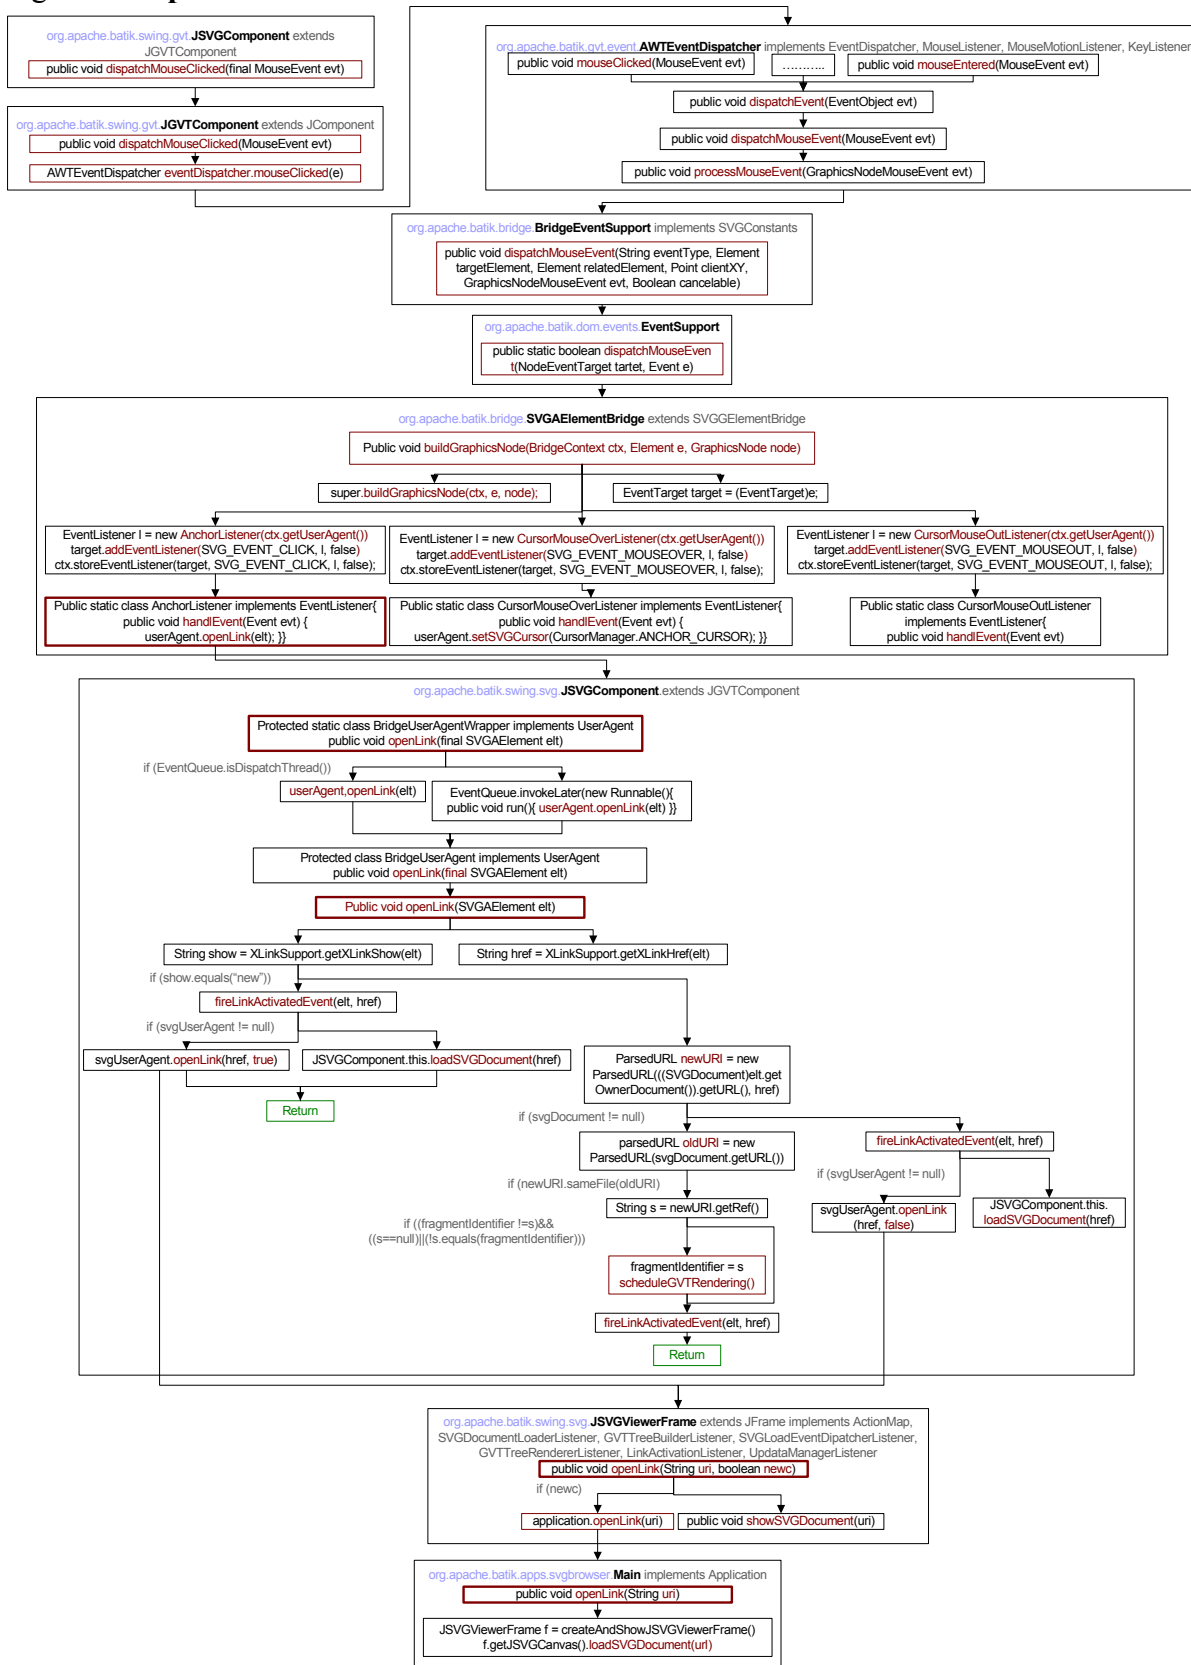 org.apache.batik.swing.gvt.JSVGComponent extends
JGVTComponent
public void dispatchMouseClicked(final MouseEvent evt)
org.apache.batik.swing.gvt.JGVTComponent extends JComponent
public void dispatchMouseClicked(MouseEvent evt)
AWTEventDispatcher eventDispatcher.mouseClicked(e)
org.apache.batik.gvt.event.AWTEventDispatcher implements EventDispatcher, MouseListener, MouseMotionListener, KeyListener
public void mouseClicked(MouseEvent evt)
………..
public void mouseEntered(MouseEvent evt)
public void dispatchEvent(EventObject evt)
public void dispatchMouseEvent(MouseEvent evt)
public void processMouseEvent(GraphicsNodeMouseEvent evt)
org.apache.batik.bridge.BridgeEventSupport implements SVGConstants
public void dispatchMouseEvent(String eventType, Element
targetElement, Element relatedElement, Point clientXY,
GraphicsNodeMouseEvent evt, Boolean cancelable)
org.apache.batik.dom.events.EventSupport
public static boolean dispatchMouseEven
t(NodeEventTarget tartet, Event e)
org.apache.batik.bridge.SVGAElementBridge extends SVGGElementBridge
Public void buildGraphicsNode(BridgeContext ctx, Element e, GraphicsNode node)
super.buildGraphicsNode(ctx, e, node);
EventTarget target = (EventTarget)e;
EventListener l = new AnchorListener(ctx.getUserAgent())
target.addEventListener(SVG_EVENT_CLICK, l, false)
ctx.storeEventListener(target, SVG_EVENT_CLICK, l, false);
EventListener l = new CursorMouseOverListener(ctx.getUserAgent())
target.addEventListener(SVG_EVENT_MOUSEOVER, l, false)
ctx.storeEventListener(target, SVG_EVENT_MOUSEOVER, l, false);
EventListener l = new CursorMouseOutListener(ctx.getUserAgent())
target.addEventListener(SVG_EVENT_MOUSEOUT, l, false)
ctx.storeEventListener(target, SVG_EVENT_MOUSEOUT, l, false);
Public static class AnchorListener implements EventListener{
public void handlEvent(Event evt) {
userAgent.openLink(elt); }}
Public static class CursorMouseOverListener implements EventListener{
public void handlEvent(Event evt) {
userAgent.setSVGCursor(CursorManager.ANCHOR_CURSOR); }}
Public static class CursorMouseOutListener
implements EventListener{
public void handlEvent(Event evt)
org.apache.batik.swing.svg.JSVGComponent.extends JGVTComponent
Protected static class BridgeUserAgentWrapper implements UserAgent
public void openLink(final SVGAElement elt)
if (EventQueue.isDispatchThread())
userAgent,openLink(elt)
EventQueue.invokeLater(new Runnable(){
public void run(){ userAgent.openLink(elt) }}
Protected class BridgeUserAgent implements UserAgent
public void openLink(final SVGAElement elt)
Public void openLink(SVGAElement elt)
String show = XLinkSupport.getXLinkShow(elt)
String href = XLinkSupport.getXLinkHref(elt)
if (show.equals(“new”))
fireLinkActivatedEvent(elt, href)
if (svgUserAgent != null)
svgUserAgent.openLink(href, true)
JSVGComponent.this.loadSVGDocument(href)
Return
ParsedURL newURI = new
ParsedURL(((SVGDocument)elt.get
OwnerDocument()).getURL(), href)
if (svgDocument != null)
parsedURL oldURI = new
ParsedURL(svgDocument.getURL())
fireLinkActivatedEvent(elt, href)
if (svgUserAgent != null)
if (newURI.sameFile(oldURI)
String s = newURI.getRef()
svgUserAgent.openLink
(href, false)
JSVGComponent.this.
loadSVGDocument(href)
if ((fragmentIdentifier !=s)&&
((s==null)||(!s.equals(fragmentIdentifier)))
fragmentIdentifier = s
scheduleGVTRendering()
fireLinkActivatedEvent(elt, href)
Return
org.apache.batik.swing.svg.JSVGViewerFrame extends JFrame implements ActionMap,
SVGDocumentLoaderListener, GVTTreeBuilderListener, SVGLoadEventDipatcherListener,
GVTTreeRendererListener, LinkActivationListener, UpdataManagerListener
public void openLink(String uri, boolean newc)
if (newc)
application.openLink(uri)
public void showSVGDocument(uri)
org.apache.batik.apps.svgbrowser.Main implements Application
public void openLink(String uri)
JSVGViewerFrame f = createAndShowJSVGViewerFrame()
f.getJSVGCanvas().loadSVGDocument(url)